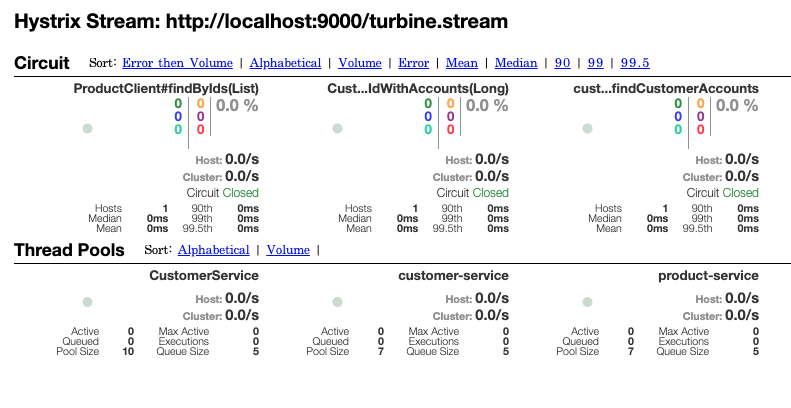 Hystrix Stream: http://localhost:9000/turbine.stream
Circuit Sort: Error then Volume | Alphabetical | Volume | Error | Mean | Median | 90 | 99 | 99.5
ProductClient#findByIds(List) Cust...IdWithAccounts(Long) cust...findCustomerAccounts
0 0 0.0 % 0 0 0.0 % 0 0 0.0 %
0 0 0 0 0 0
0 0 0 0 0 0
Host: 0.0/s Host: 0.0/s Host: 0.0/s
Cluster: 0.0/s Cluster: 0.0/s Cluster: 0.0/s
Circuit Closed Circuit Closed Circuit Closed
Hosts 1 90th 0ms Hosts 1 90th 0ms Hosts 1 90th 0ms
Median 0ms 99th 0ms Median 0ms 99th 0ms Median 0ms 99th 0ms
Mean 0ms 99.5th 0ms Mean 0ms 99.5th 0ms Mean 0ms 99.5th 0ms
Thread Pools Sort: Alphabetical | Volume |
CustomerService customer-service product-service
Host: 0.0/s Host: 0.0/s Host: 0.0/s
Cluster: 0.0/s Cluster: 0.0/s Cluster: 0.0/s
Active 0 Max Active 0 Active 0 Max Active 0 Active 0 Max Active 0
Queued 0 Executions 0 Queued 0 Executions 0 Queued 0 Executions 0
Pool Size 10 Queue Size 5 Pool Size 7 Queue Size 5 Pool Size 7 Queue Size 5